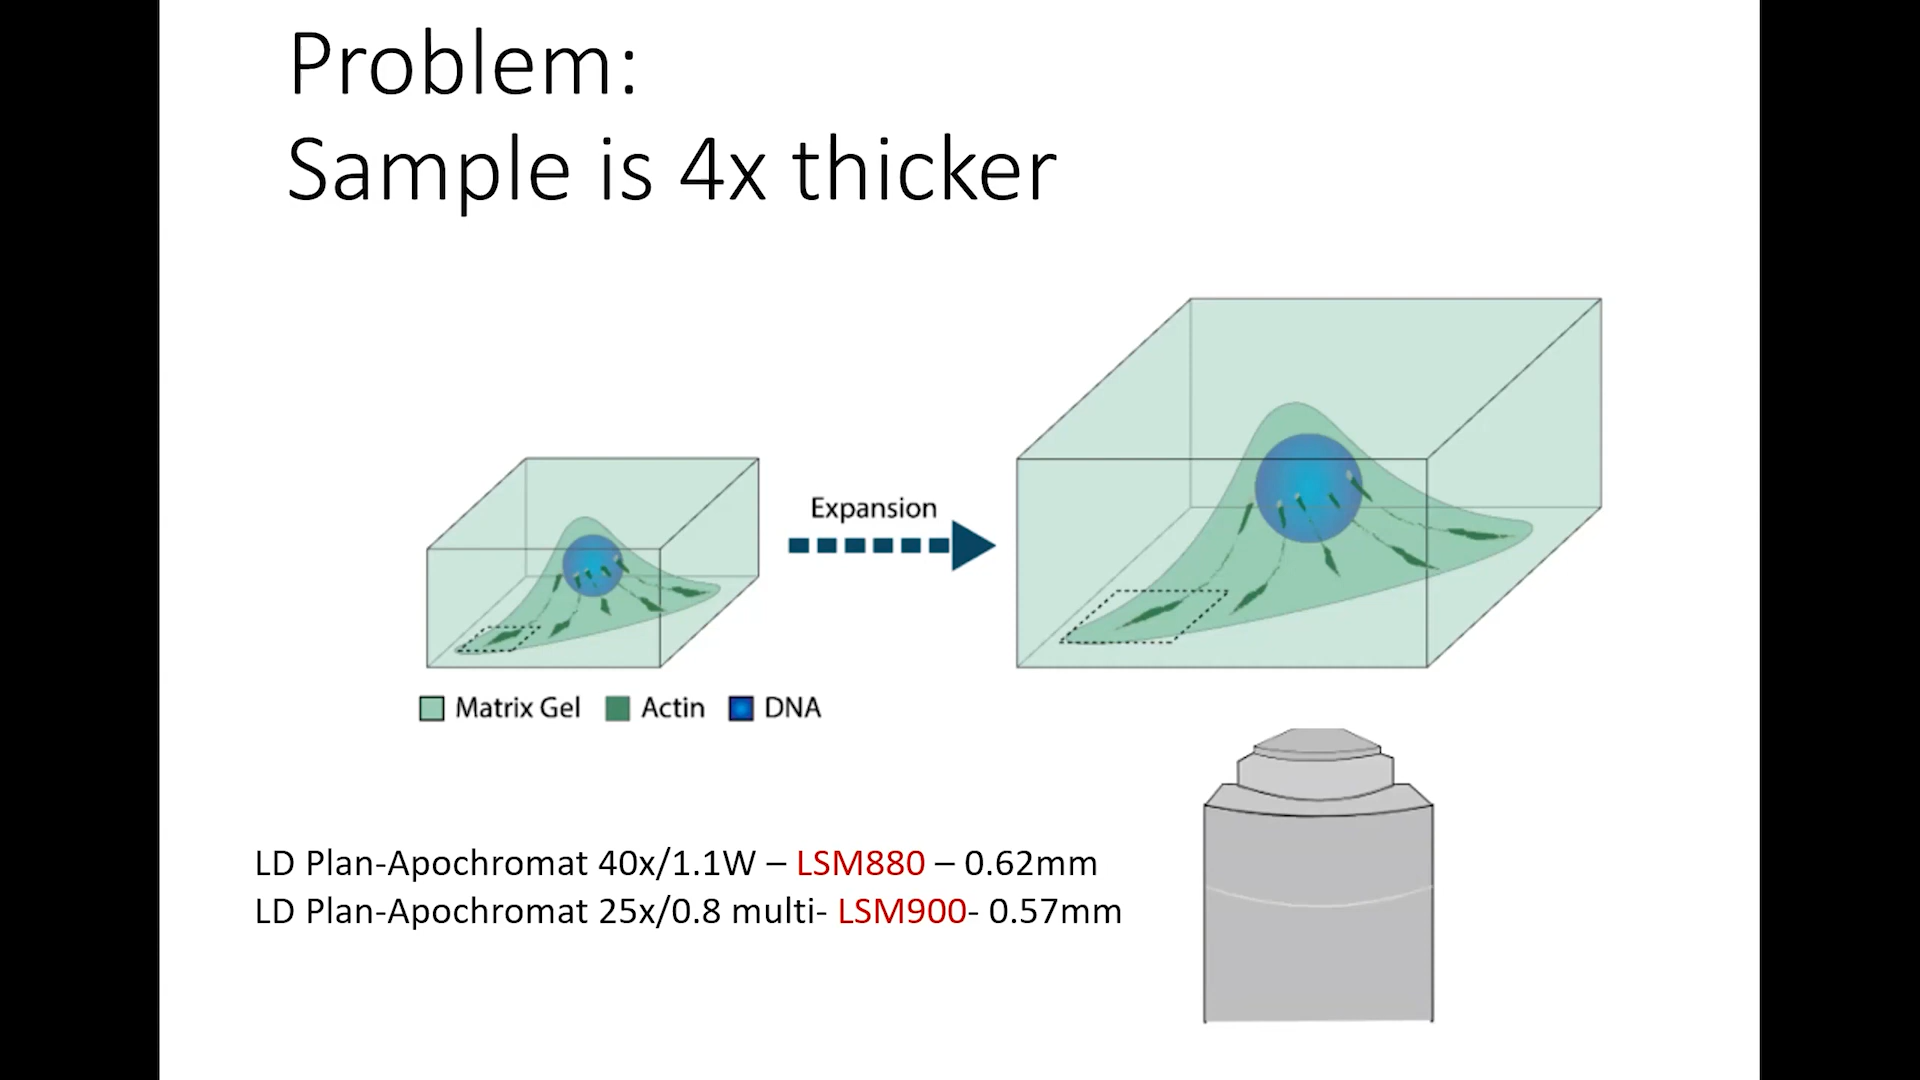 Problem:
Sample is 4x thicker
Expansion
Matrix Gel Actin DNA
LD Plan-Apochromat 40x/1.1W – LSM880 – 0.62mm
LD Plan-Apochromat 25x/0.8 multi- LSM900- 0.57mm